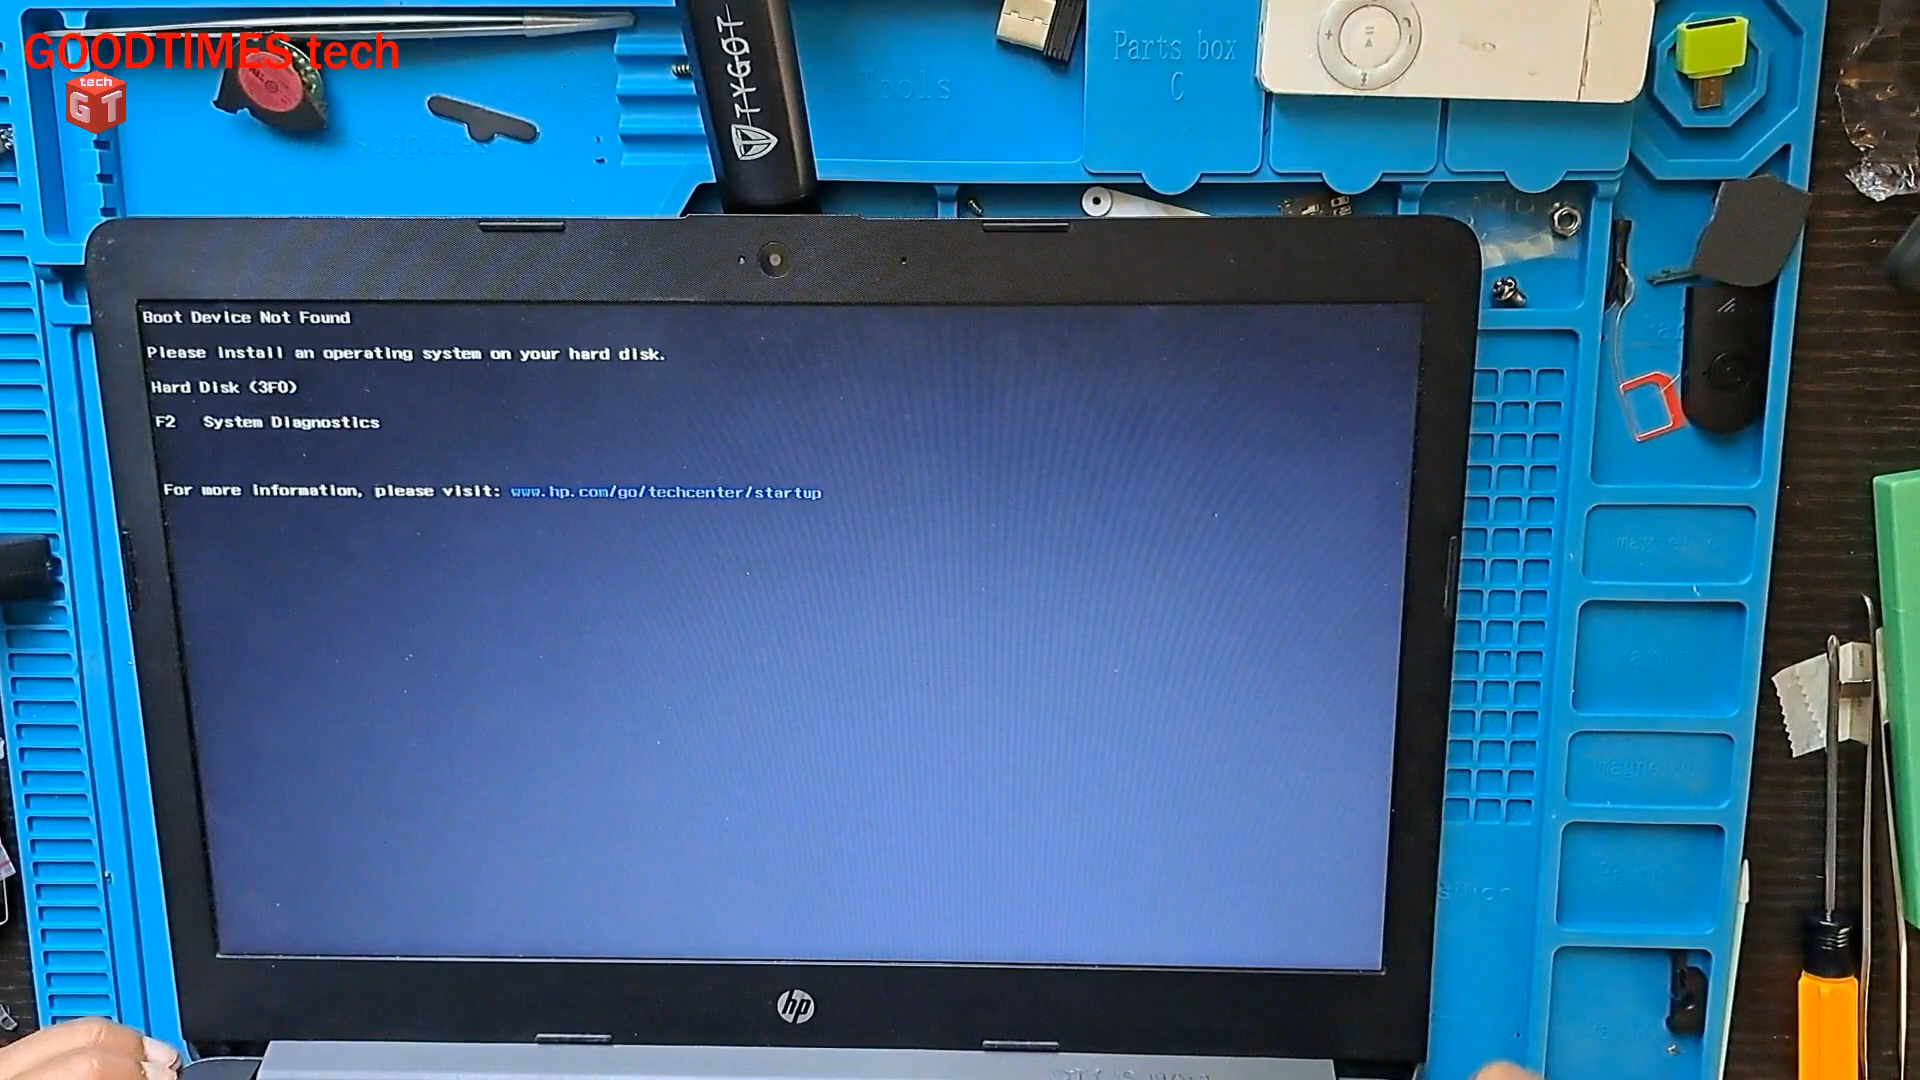 GOODTIMES tech
tech
GT
TYGOT
Tools
Parts box
C
Boot Device Not Found
Please install an operating system on your hard disk.
Hard Disk (3F0)
F2 System Diagnostics
For more information, please visit: www.hp.com/go/techcenter/startup
hp